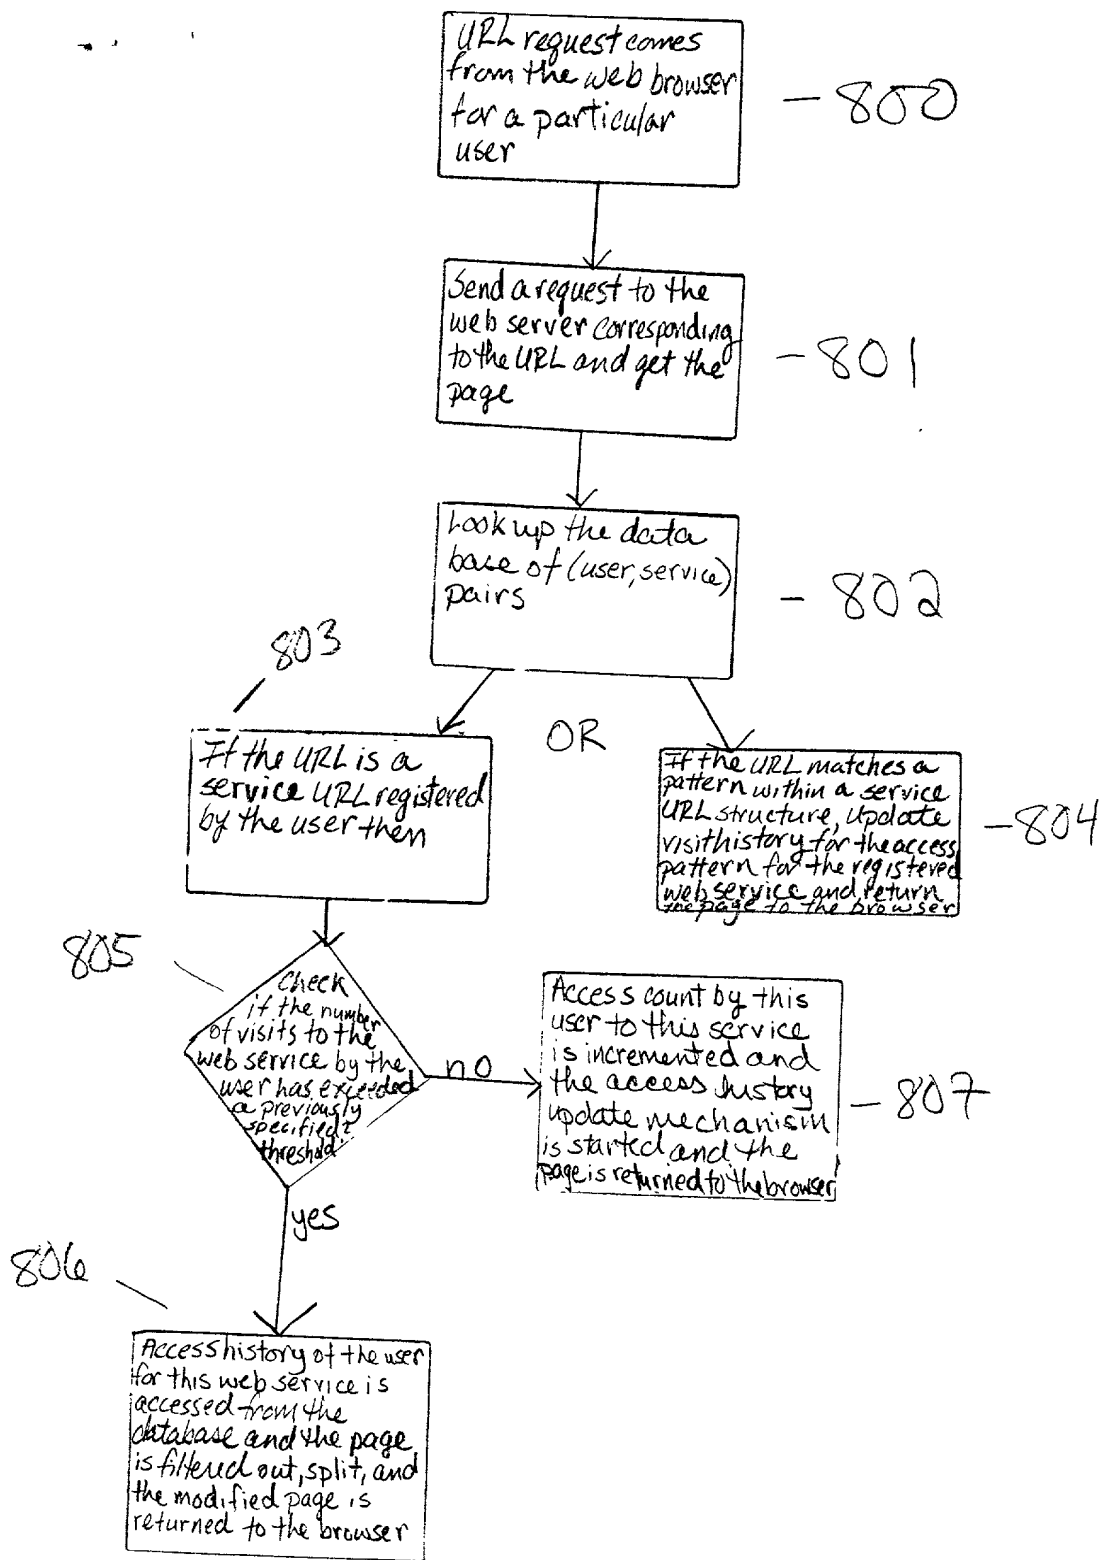 URL request comes
from the web browser
for a particular
user
- 800
Send a request to the
web server corresponding
to the URL and get the
page
- 801
Look up the data
base of (user, service)
pairs
- 802
803
If the URL is a
service URL registered
by the user then
OR
If the URL matches a
pattern within a service
URL structure, update
visit history for the access
pattern for the registered
web service and return
the page to the browser
- 804
805
Check
if the number
of visits to the
web service by the
user has exceeded
a previously
specified
threshold
no
Access count by this
user to this service
is incremented and
the access history
update mechanism
is started and the
page is returned to the browser
- 807
yes
806
Access history of the user
for this web service is
accessed from the
database and the page
is filtered out, split, and
the modified page is
returned to the browser